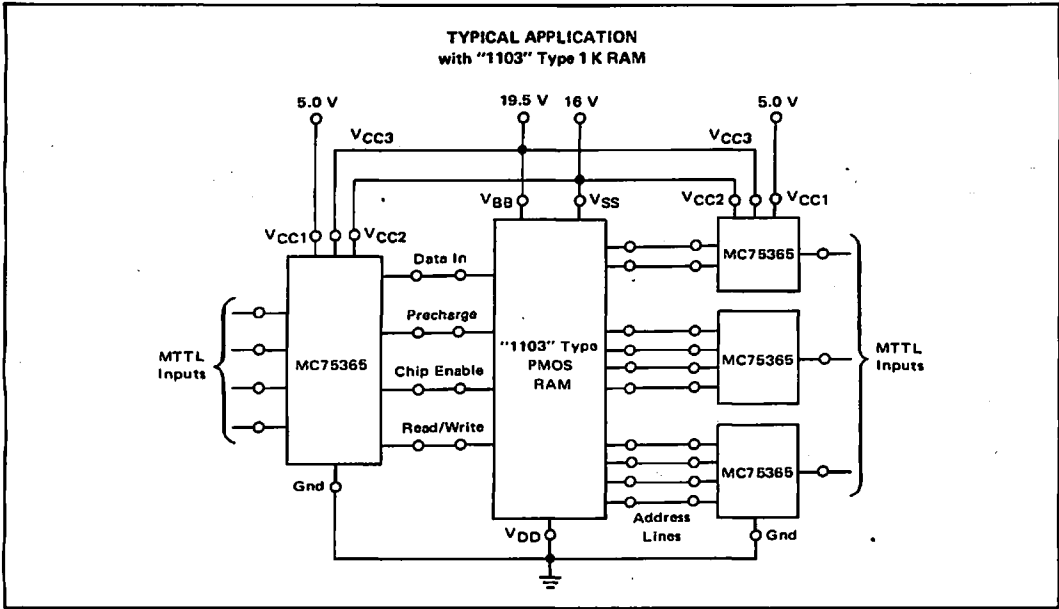 TYPICAL APPLICATION
with "1103" Type 1 K RAM
5.0 V
19.5 V
16 V
5.0 V
VCC3
VBB
VSS
VCC2
VCC1
VCC1
VCC2
MC75365
Data In
Precharge
MTTL
Inputs
MC75365
Chip Enable
Read/Write
"1103" Type
PMOS
RAM
MC75365
MTTL
Inputs
MC75365
Gnd
VDD
Address
Lines
Gnd